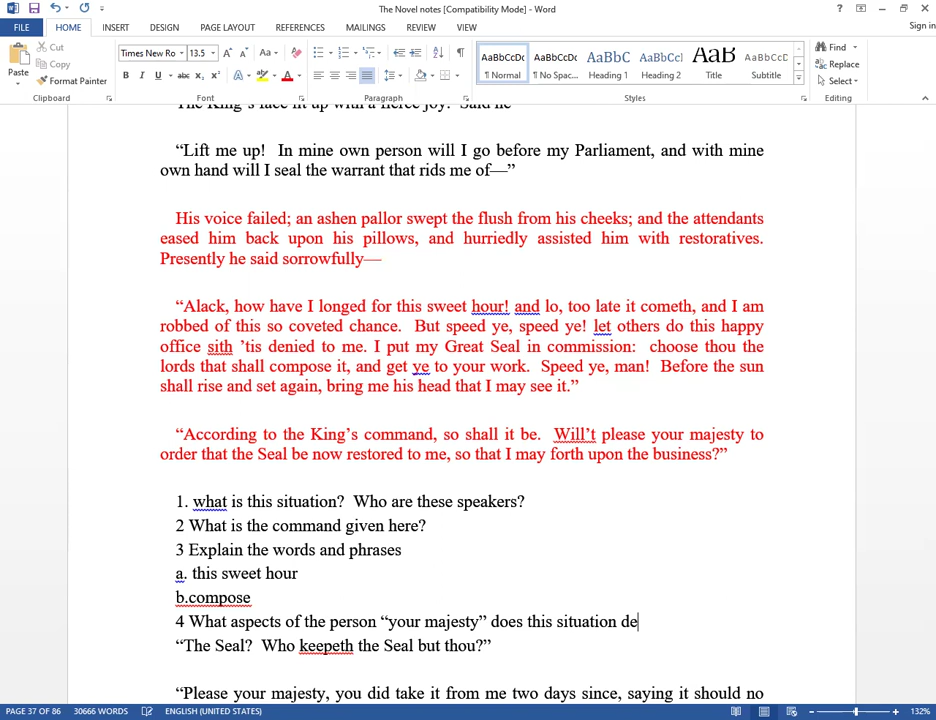 The Novel notes [Compatibility Mode] - Word
Sign in
FILE HOME INSERT DESIGN PAGE LAYOUT REFERENCES MAILINGS REVIEW VIEW
Paste
Cut
Copy
Format Painter
Clipboard
Times New Ro 13.5
Font
Paragraph
AaBbCcDc AaBbCcDc AaBbC AaBbCcl AaB AaBbCcD
¶ Normal ¶ No Spac... Heading 1 Heading 2 Title Subtitle
Styles
Find
Replace
Select
Editing
The King's face lit up with a fierce joy. Said he
“Lift me up! In mine own person will I go before my Parliament, and with mine
own hand will I seal the warrant that rids me of—”
His voice failed; an ashen pallor swept the flush from his cheeks; and the attendants
eased him back upon his pillows, and hurriedly assisted him with restoratives.
Presently he said sorrowfully—
“Alack, how have I longed for this sweet hour! and lo, too late it cometh, and I am
robbed of this so coveted chance. But speed ye, speed ye! let others do this happy
office sith ’tis denied to me. I put my Great Seal in commission: choose thou the
lords that shall compose it, and get ye to your work. Speed ye, man! Before the sun
shall rise and set again, bring me his head that I may see it.”
“According to the King’s command, so shall it be. Will’t please your majesty to
order that the Seal be now restored to me, so that I may forth upon the business?”
1. what is this situation? Who are these speakers?
2 What is the command given here?
3 Explain the words and phrases
a. this sweet hour
b.compose
4 What aspects of the person “your majesty” does this situation de
“The Seal? Who keepeth the Seal but thou?”
“Please your majesty, you did take it from me two days since, saying it should no
PAGE 37 OF 86 30666 WORDS ENGLISH (UNITED STATES) 132%